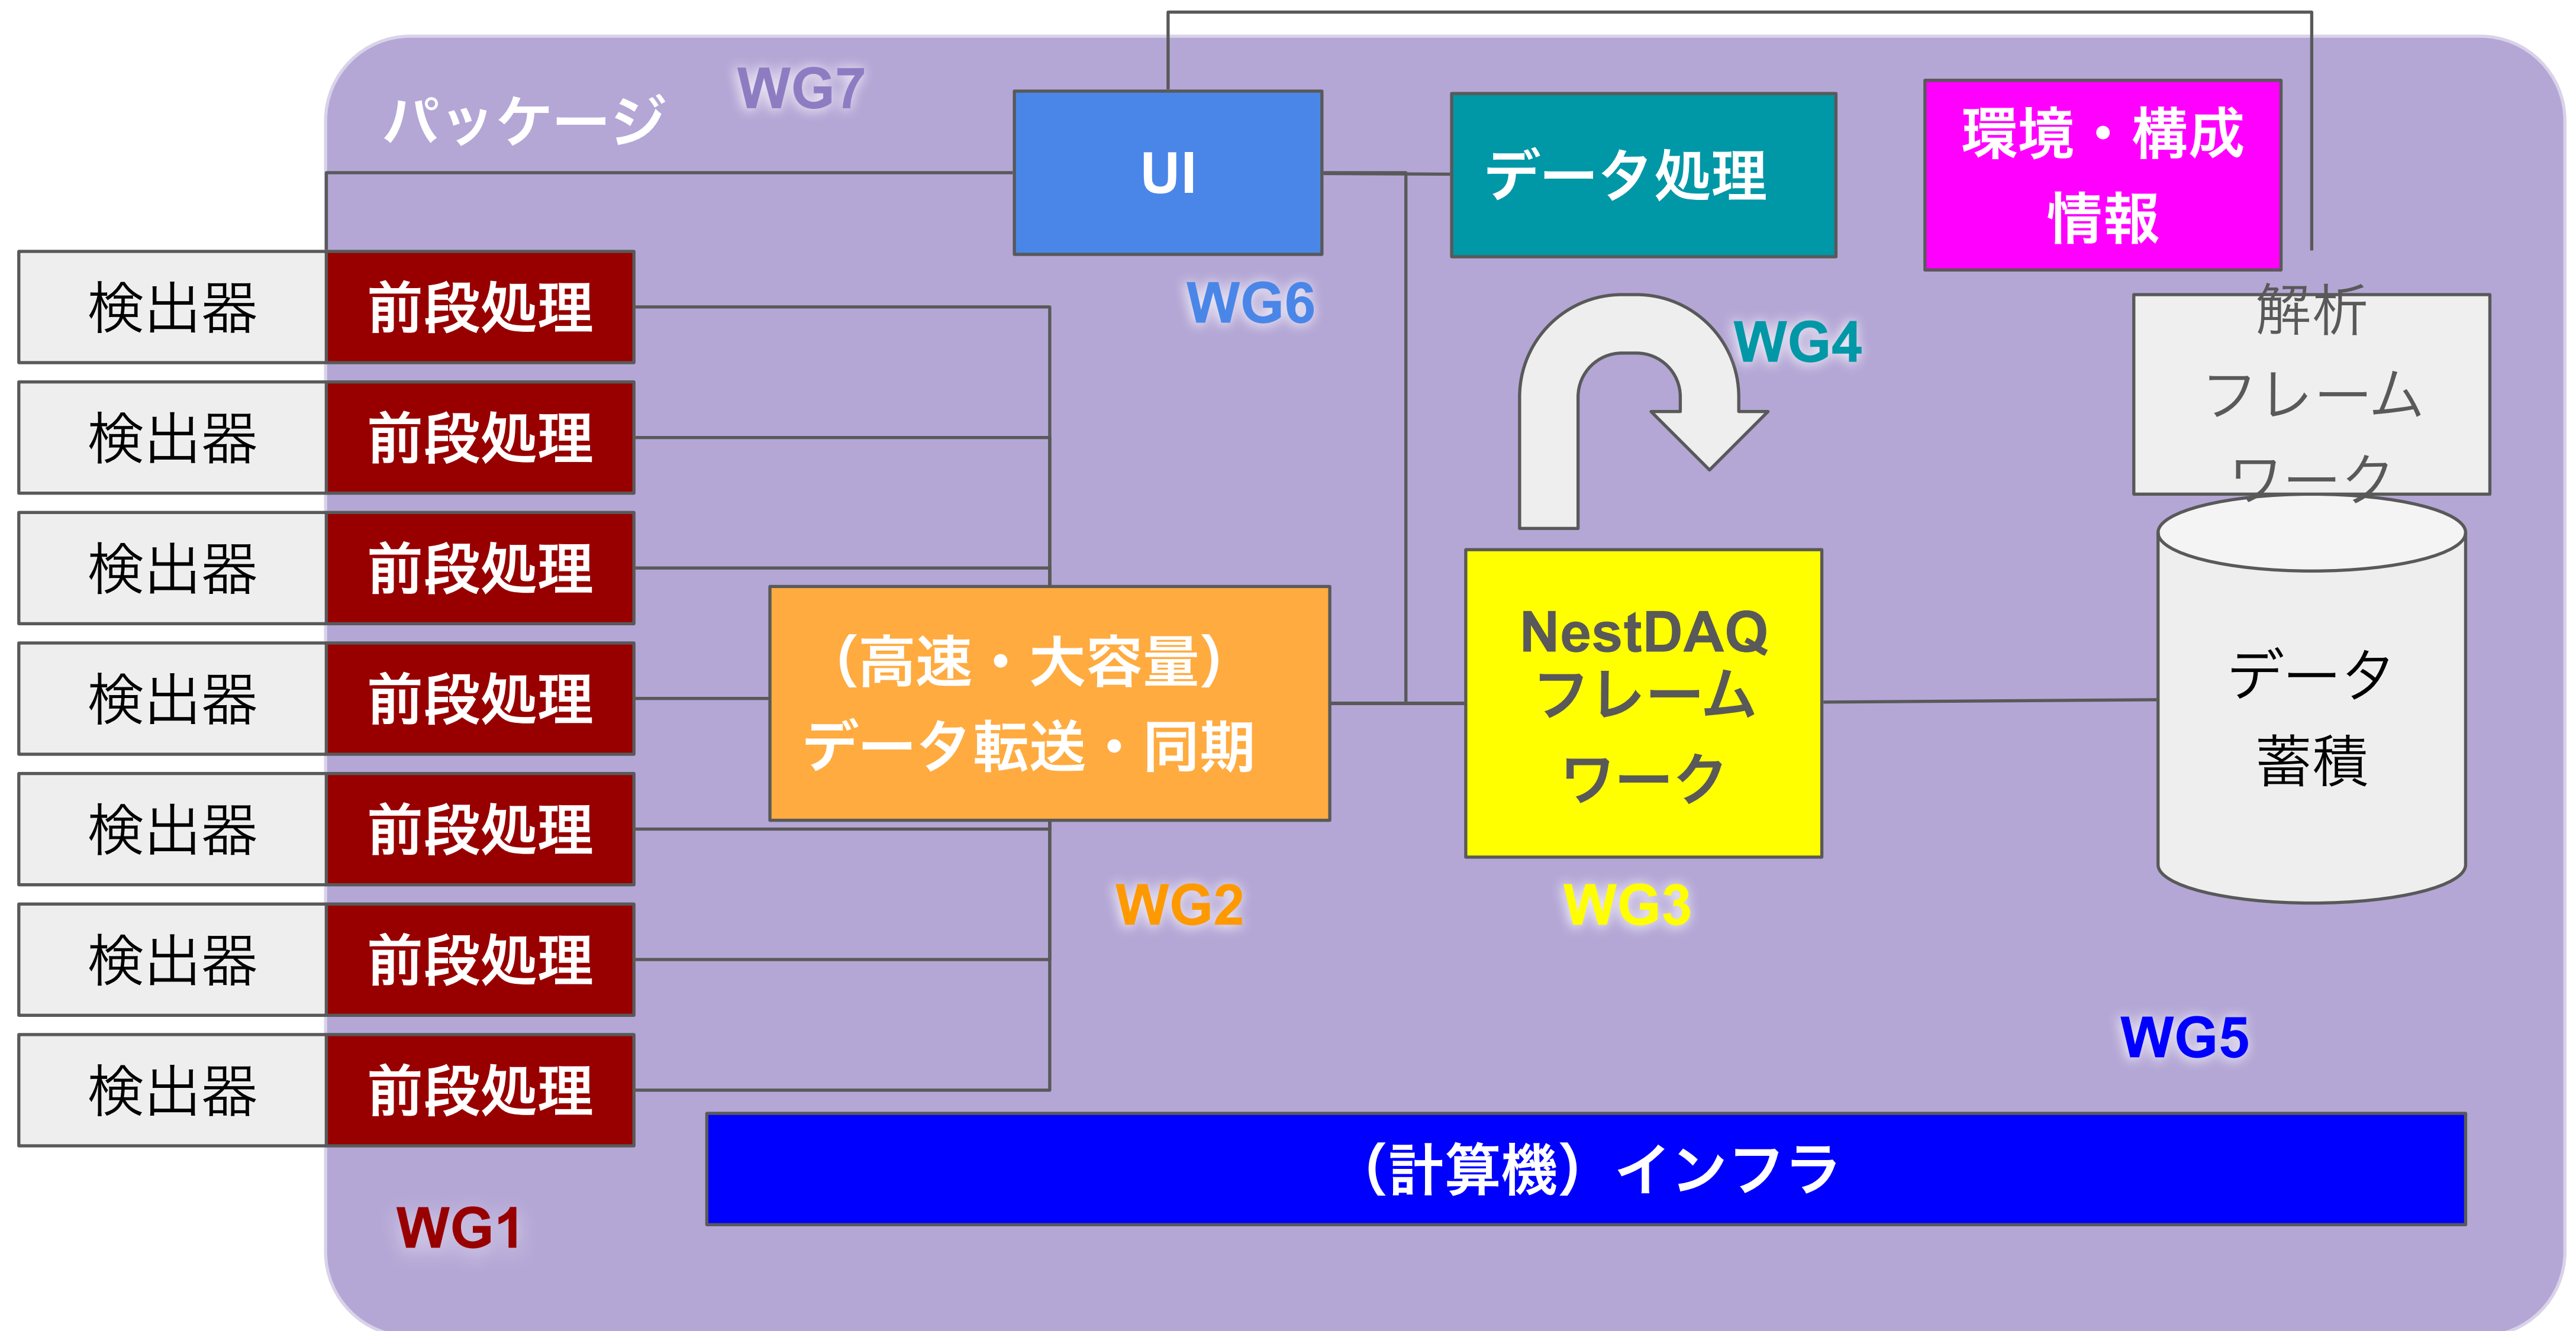 WG7
パッケージ
UI
データ処理
環境・構成
情報
WG6
WG4
解析
フレーム
ワーク
検出器
前段処理
検出器
前段処理
検出器
前段処理
検出器
前段処理
検出器
前段処理
検出器
前段処理
検出器
前段処理
（高速・大容量）
データ転送・同期
NestDAQ
フレーム
ワーク
データ
蓄積
WG2
WG3
WG5
（計算機）インフラ
WG1